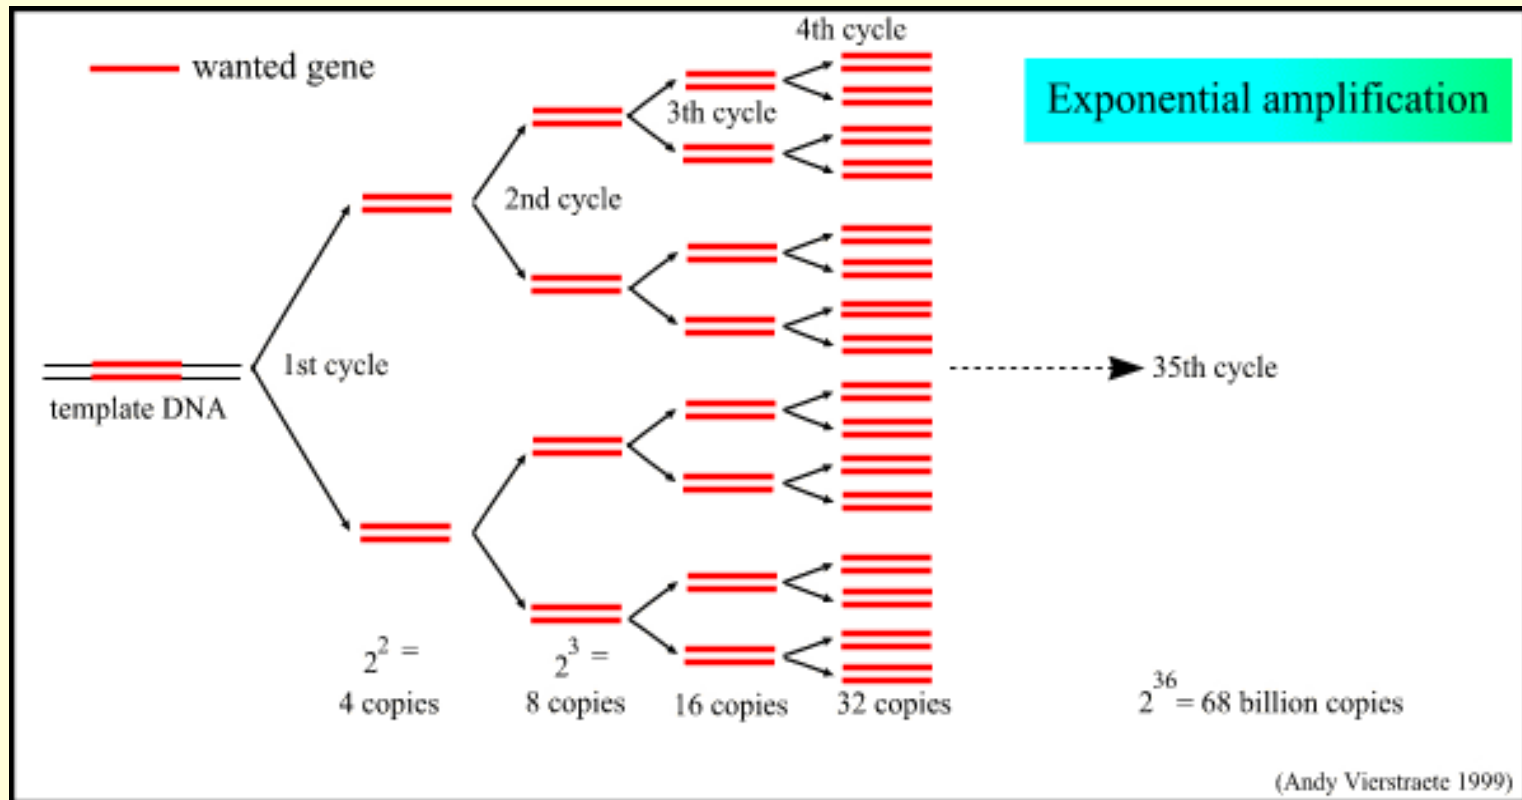 4th cycle
wanted gene
Exponential amplification
3th cycle
2nd cycle
1st cycle
35th cycle
template DNA
2^2 =
4 copies
2^3 =
8 copies
16 copies
32 copies
2^36 = 68 billion copies
(Andy Vierstraete 1999)